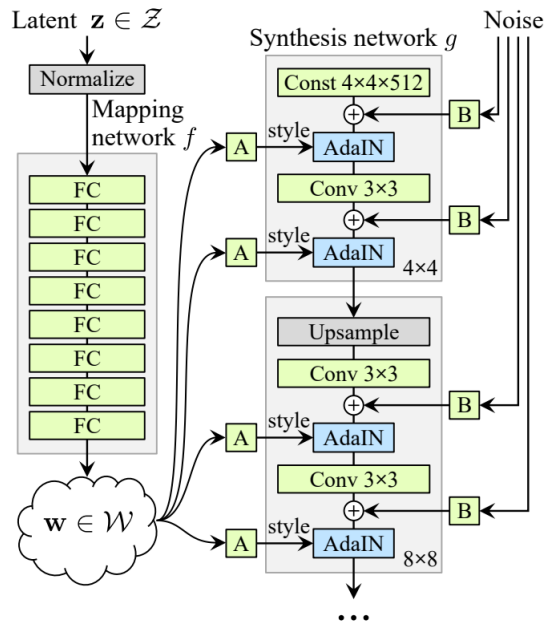 Latent z ∈ Z
Normalize
Mapping
network f
FC
FC
FC
FC
FC
FC
FC
FC
w ∈ W
Synthesis network g
Noise
Const 4×4×512
B
A
style
AdaIN
Conv 3×3
B
A
style
AdaIN
4×4
Upsample
Conv 3×3
B
A
style
AdaIN
Conv 3×3
B
A
style
AdaIN
8×8
...